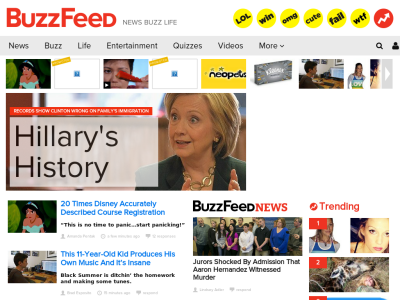 BuzzFeed NEWS BUZZ LIFE
LOL win omg cute fail wtf
News Buzz Life Entertainment Quizzes Videos More
neopets
RECORDS SHOW CLINTON WRONG ON FAMILY'S IMMIGRATION
Hillary's
History
20 Times Disney Accurately
Described Course Registration
"This is no time to panic...start panicking!"
This 11-Year-Old Kid Produces His
Own Music And It's Insane
Black Summer is ditchin' the homework
and making some tunes.
BuzzFeed NEWS
Jurors Shocked By Admission That
Aaron Hernandez Witnessed
Murder
Trending
1
2
3